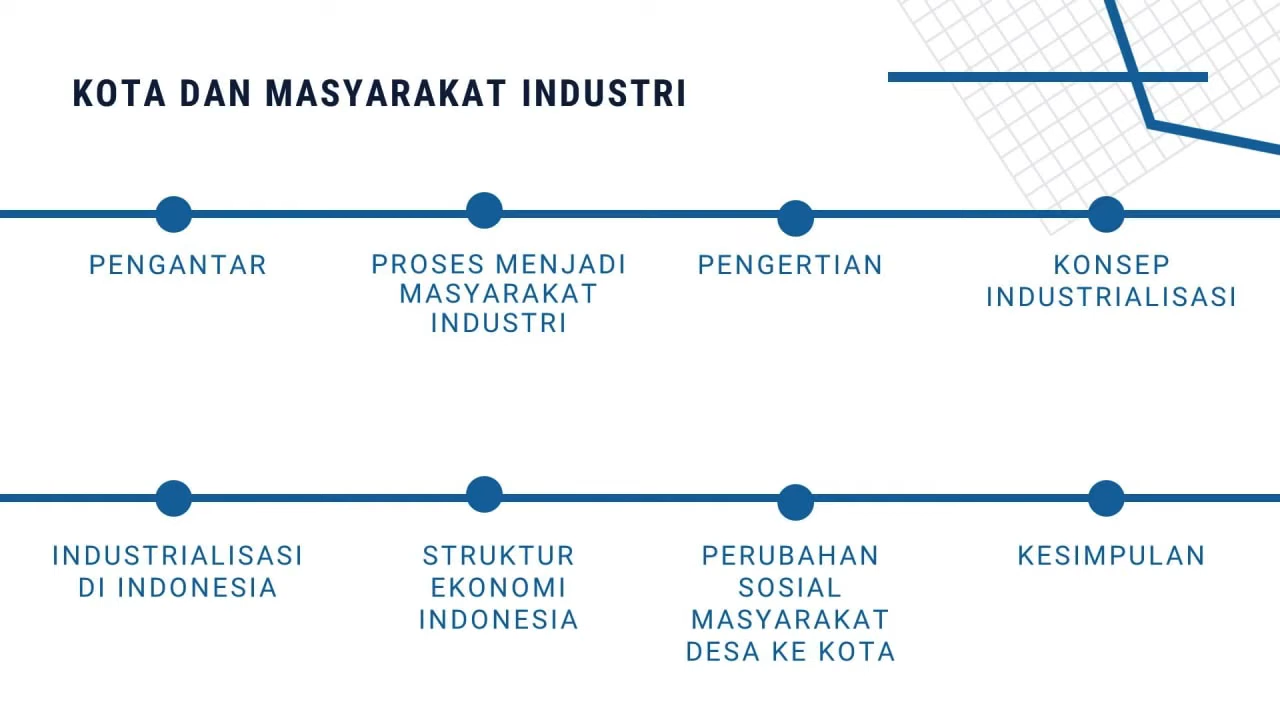 KOTA DAN MASYARAKAT INDUSTRI
PENGANTAR
PROSES MENJADI
MASYARAKAT
INDUSTRI
PENGERTIAN
KONSEP
INDUSTRIALISASI
INDUSTRIALISASI
DI INDONESIA
STRUKTUR
EKONOMI
INDONESIA
PERUBAHAN
SOSIAL
MASYARAKAT
DESA KE KOTA
KESIMPULAN